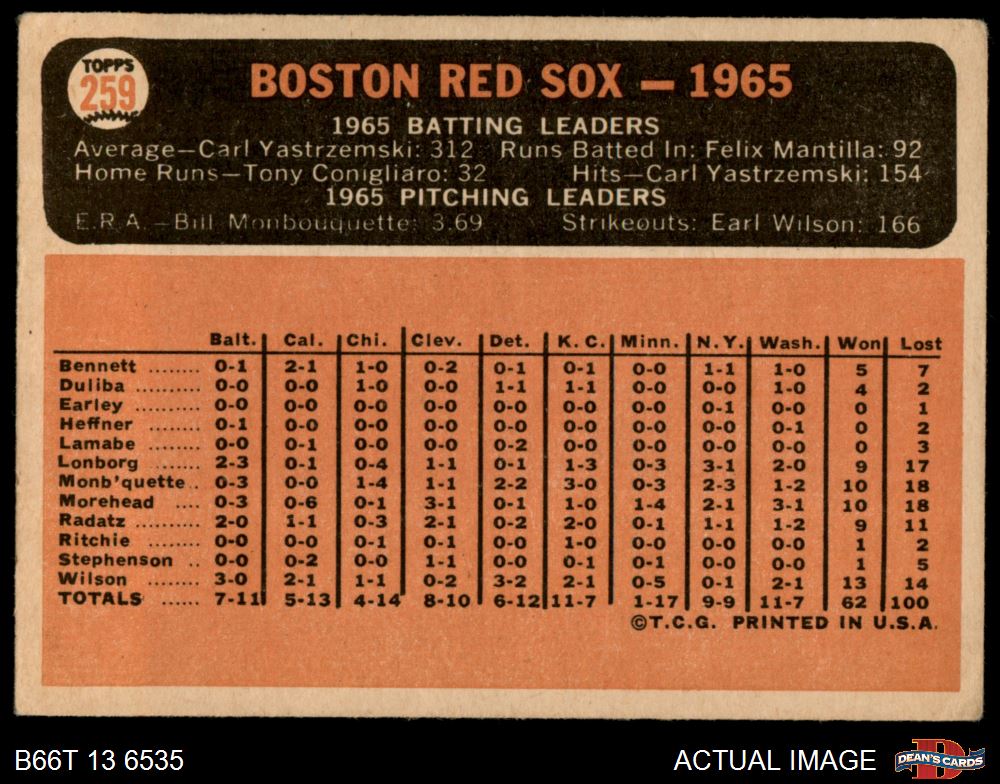 TOPPS
259
BOSTON RED SOX — 1965
1965 BATTING LEADERS
Average—Carl Yastrzemski: 312 Runs Batted In: Felix Mantilla: 92
Home Runs—Tony Conigliaro: 32 Hits—Carl Yastrzemski: 154
1965 PITCHING LEADERS
E.R.A.—Bill Monbouquette: 3.69 Strikeouts: Earl Wilson: 166
Balt. Cal. Chi. Clev. Det. K. C. Minn. N. Y. Wash. Won Lost
Bennett ........ 0-1 2-1 1-0 0-2 0-1 0-1 0-0 1-1 1-0 5 7
Duliba .......... 0-0 0-0 1-0 0-0 1-1 1-1 0-0 0-0 1-0 4 2
Earley .......... 0-0 0-0 0-0 0-0 0-0 0-0 0-0 0-1 0-0 0 1
Heffner ........ 0-1 0-0 0-0 0-0 0-0 0-0 0-0 0-0 0-1 0 2
Lamabe ........ 0-0 0-1 0-0 0-0 0-2 0-0 0-0 0-0 0-0 0 3
Lonborg ....... 2-3 0-1 0-4 1-1 0-1 1-3 0-3 3-1 2-0 9 17
Monb'quette .. 0-3 0-0 1-4 1-1 2-2 3-0 0-3 2-3 1-2 10 18
Morehead .... 0-3 0-6 0-1 3-1 0-1 1-0 1-4 2-1 3-1 10 18
Radatz .......... 2-0 1-1 0-3 2-1 0-2 2-0 0-1 1-1 1-2 9 11
Ritchie ......... 0-0 0-0 0-1 0-1 0-0 1-0 0-0 0-0 0-0 1 2
Stephenson .. 0-0 0-2 0-0 1-1 0-0 0-1 0-1 0-0 0-0 1 5
Wilson ........ 3-0 2-1 1-1 0-2 3-2 2-1 0-5 0-1 2-1 13 14
TOTALS ...... 7-11 5-13 4-14 8-10 6-12 11-7 1-17 9-9 11-7 62 100
©T.C.G. PRINTED IN U.S.A.
B66T 13 6535 ACTUAL IMAGE
D
DEAN'S CARDS